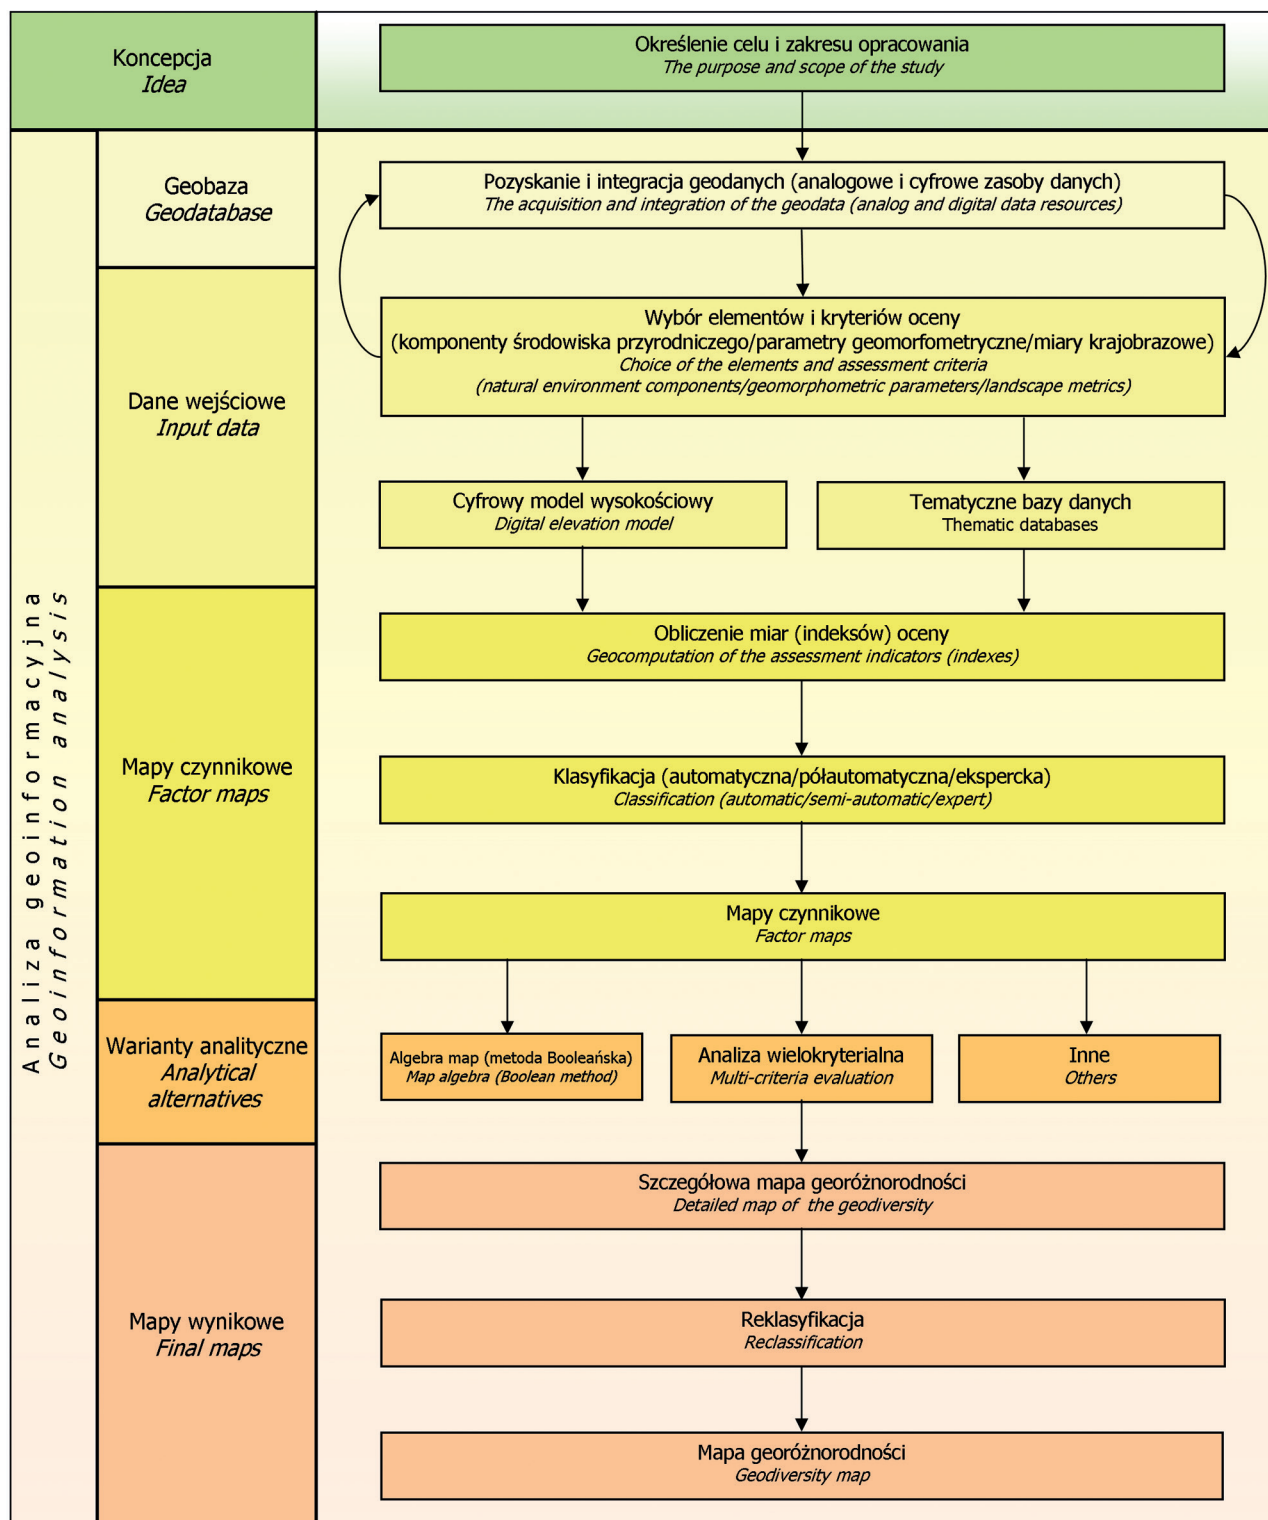 Koncepcja
Idea
Określenie celu i zakresu opracowania
The purpose and scope of the study
Analiza geoinformacyjna
Geoinformation analysis
Geobaza
Geodatabase
Pozyskanie i integracja geodanych (analogowe i cyfrowe zasoby danych)
The acquisition and integration of the geodata (analog and digital data resources)
Dane wejściowe
Input data
Wybór elementów i kryteriów oceny
(komponenty środowiska przyrodniczego/parametry geomorfometryczne/miary krajobrazowe)
Choice of the elements and assessment criteria
(natural environment components/geomorphometric parameters/landscape metrics)
Cyfrowy model wysokościowy
Digital elevation model
Tematyczne bazy danych
Thematic databases
Mapy czynnikowe
Factor maps
Obliczenie miar (indeksów) oceny
Geocomputation of the assessment indicators (indexes)
Klasyfikacja (automatyczna/półautomatyczna/ekspercka)
Classification (automatic/semi-automatic/expert)
Mapy czynnikowe
Factor maps
Warianty analityczne
Analytical
alternatives
Algebra map (metoda Booleańska)
Map algebra (Boolean method)
Analiza wielokryterialna
Multi-criteria evaluation
Inne
Others
Mapy wynikowe
Final maps
Szczegółowa mapa georóżnorodności
Detailed map of the geodiversity
Reklasyfikacja
Reclassification
Mapa georóżnorodności
Geodiversity map